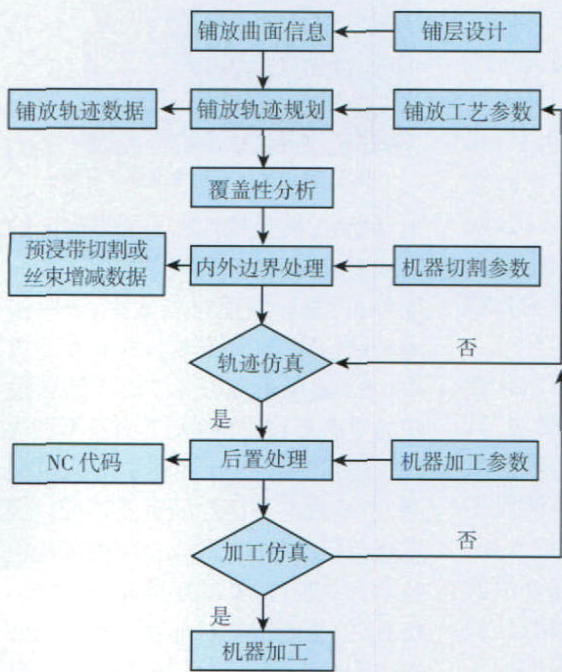 铺放曲面信息
铺层设计
铺放轨迹数据
铺放轨迹规划
铺放工艺参数
覆盖性分析
预浸带切割或
丝束增减数据
内外边界处理
机器切割参数
轨迹仿真
否
是
NC 代码
后置处理
机器加工参数
加工仿真
否
是
机器加工